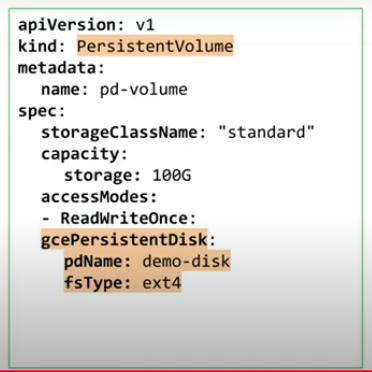 apiVersion: v1
kind: PersistentVolume
metadata:
  name: pd-volume
spec:
  storageClassName: "standard"
  capacity:
    storage: 100G
  accessModes:
  - ReadWriteOnce:
  gcePersistentDisk:
    pdName: demo-disk
    fsType: ext4